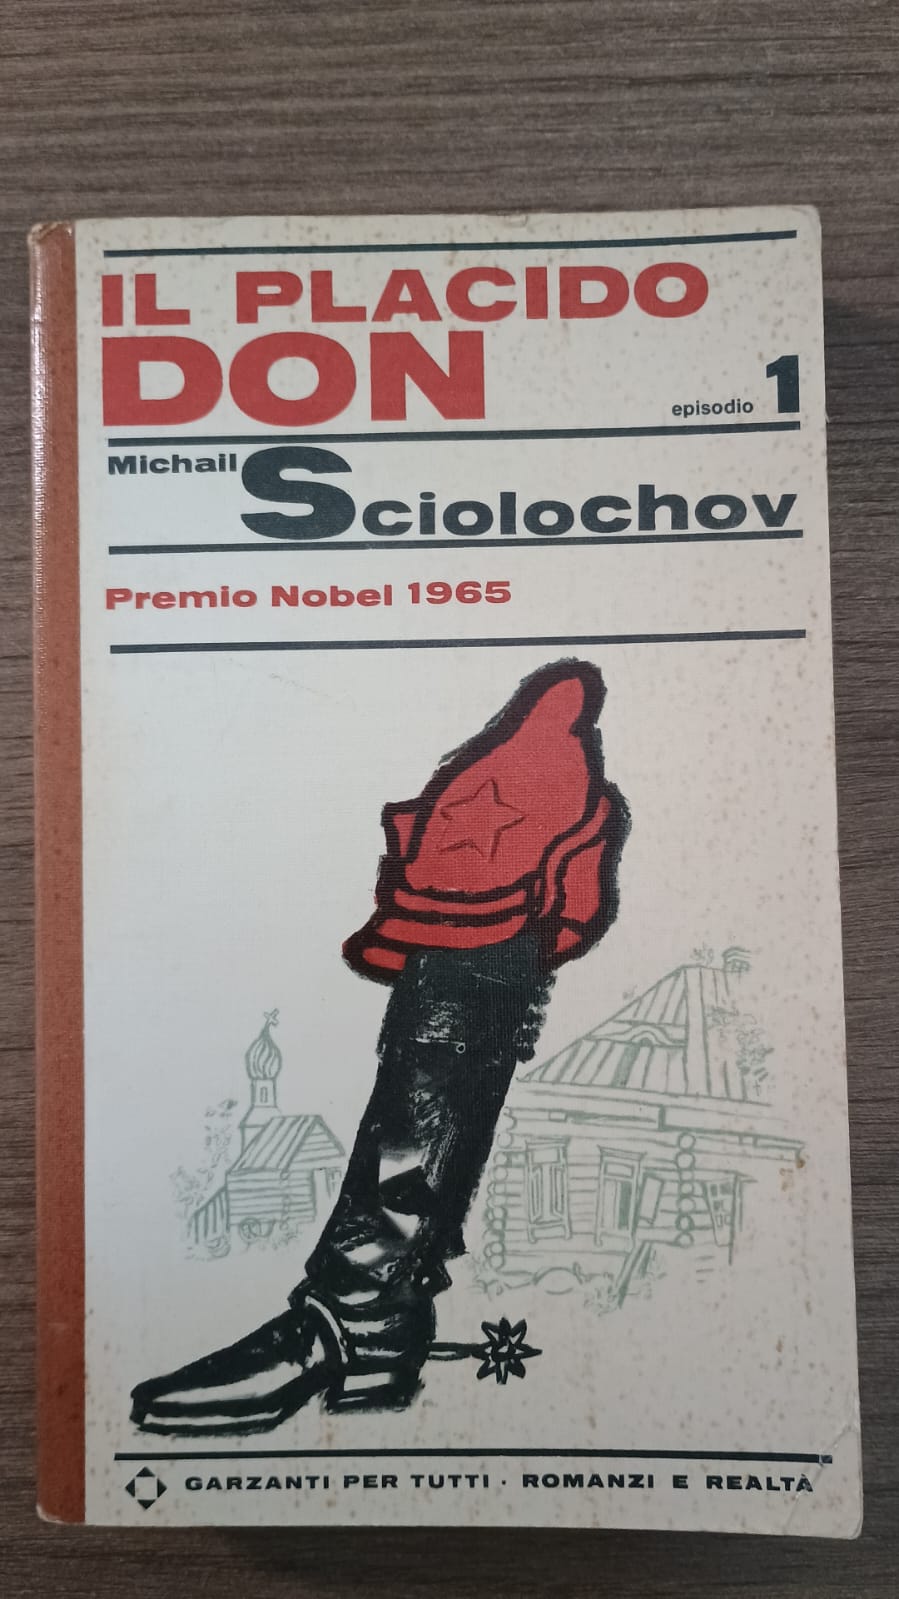 IL PLACIDO
DON
episodio 1
Michail Sciolochov
Premio Nobel 1965
GARZANTI PER TUTTI · ROMANZI E REALTÀ